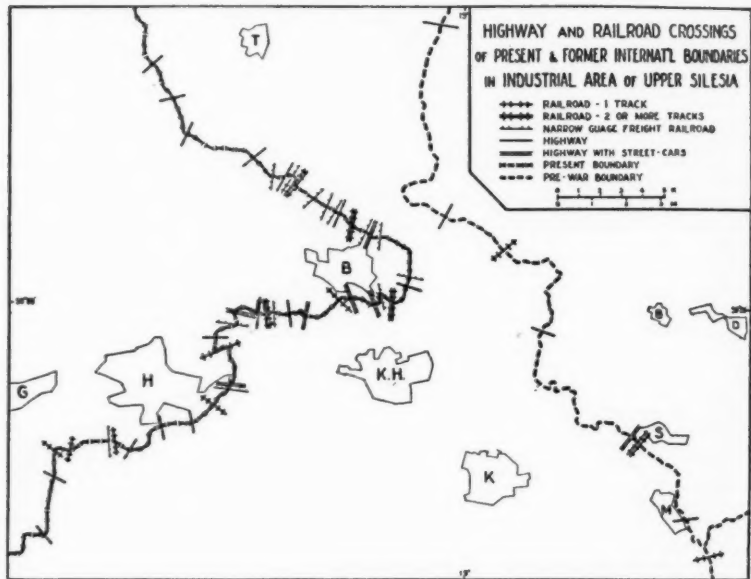 HIGHWAY AND RAILROAD CROSSINGS
OF PRESENT & FORMER INTERNAT'L BOUNDARIES
IN INDUSTRIAL AREA OF UPPER SILESIA
RAILROAD - 1 TRACK
RAILROAD - 2 OR MORE TRACKS
NARROW GUAGE FREIGHT RAILROAD
HIGHWAY
HIGHWAY WITH STREET-CARS
PRESENT BOUNDARY
PRE-WAR BOUNDARY
T
B
B
D
G
H
K.H.
S
K
M